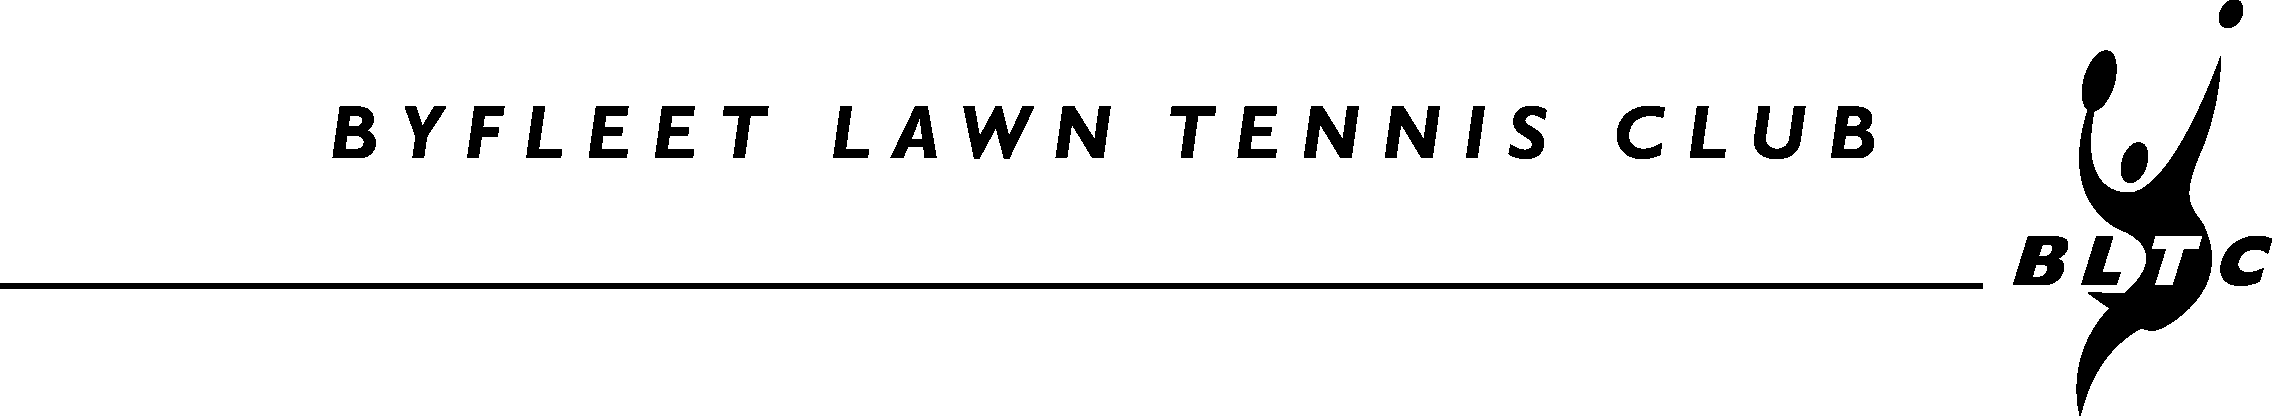 BYFLEET LAWN TENNIS CLUB
BLTC